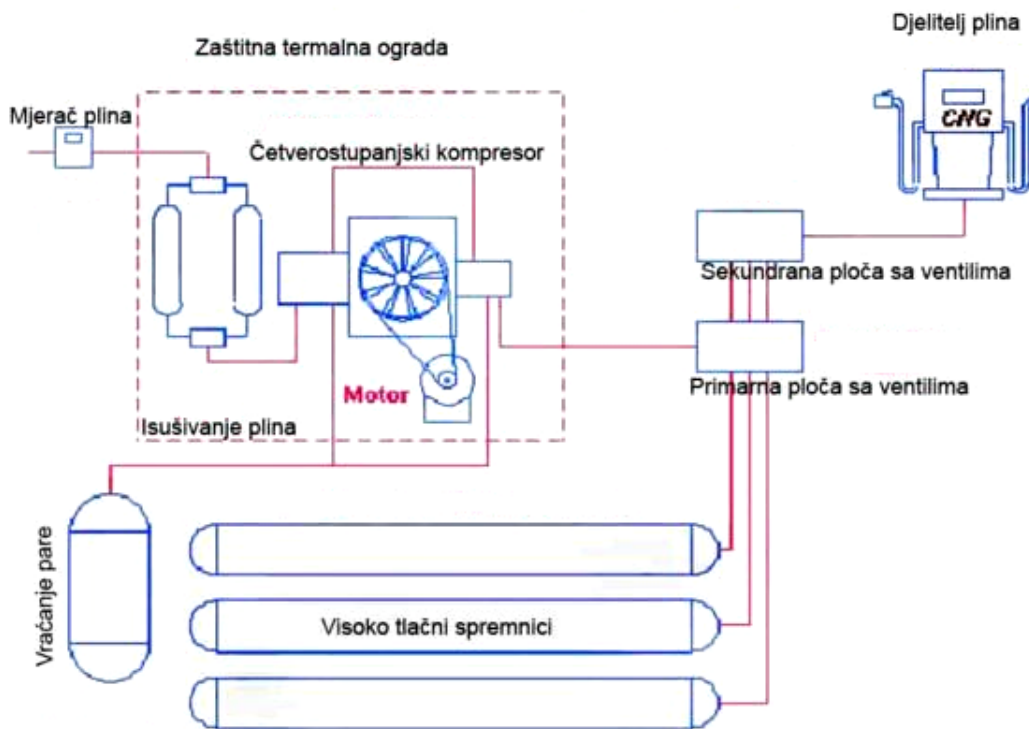 Djelitelj plina
Zaštitna termalna ograda
Mjerač plina
CNG
Četverostupanjski kompresor
Sekundrana ploča sa ventilima
Primarna ploča sa ventilima
Motor
Isušivanje plina
Vraćanje pare
Visoko tlačni spremnici